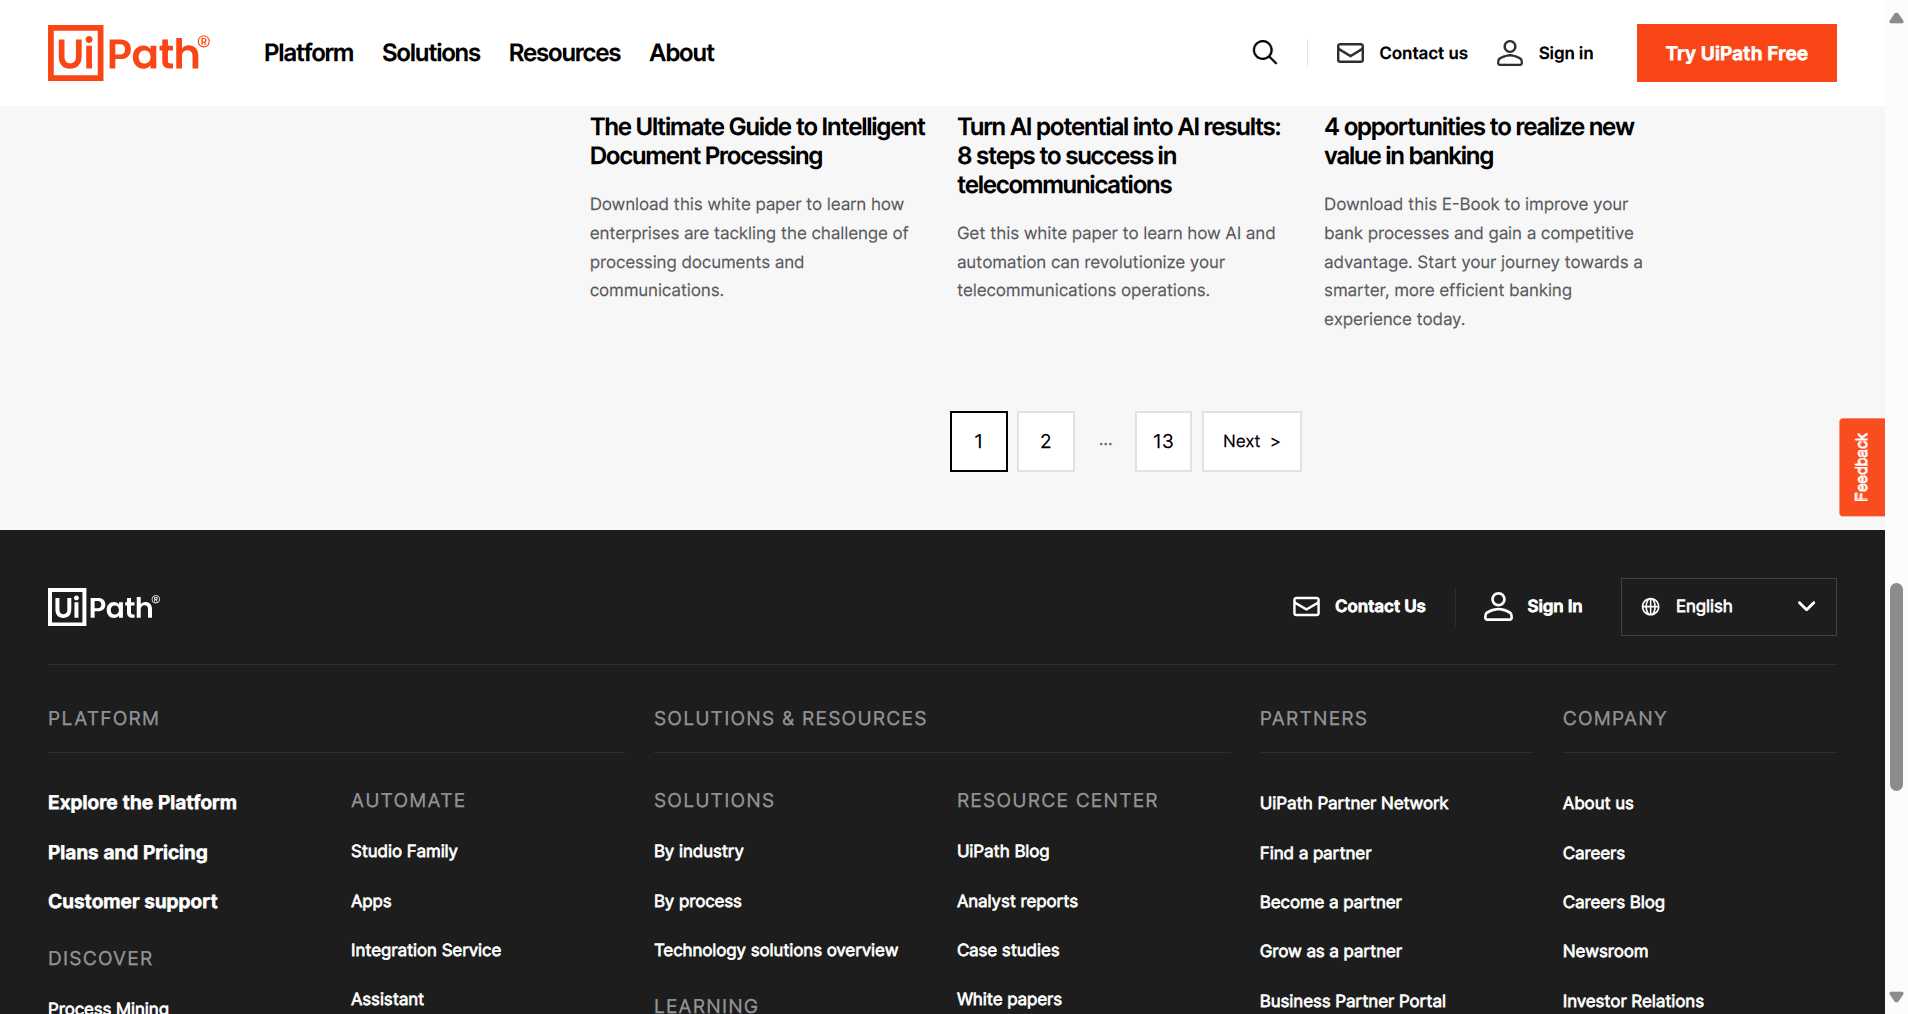 UiPath®
Platform
Solutions
Resources
About
Contact us
Sign in
Try UiPath Free
The Ultimate Guide to Intelligent
Document Processing
Download this white paper to learn how
enterprises are tackling the challenge of
processing documents and
communications.
Turn AI potential into AI results:
8 steps to success in
telecommunications
Get this white paper to learn how AI and
automation can revolutionize your
telecommunications operations.
4 opportunities to realize new
value in banking
Download this E-Book to improve your
bank processes and gain a competitive
advantage. Start your journey towards a
smarter, more efficient banking
experience today.
1
2
...
13
Next >
Feedback
UiPath®
Contact Us
Sign In
English
PLATFORM
Explore the Platform
Plans and Pricing
Customer support
DISCOVER
Process Mining
AUTOMATE
Studio Family
Apps
Integration Service
Assistant
SOLUTIONS & RESOURCES
SOLUTIONS
By industry
By process
Technology solutions overview
LEARNING
RESOURCE CENTER
UiPath Blog
Analyst reports
Case studies
White papers
PARTNERS
UiPath Partner Network
Find a partner
Become a partner
Grow as a partner
Business Partner Portal
COMPANY
About us
Careers
Careers Blog
Newsroom
Investor Relations